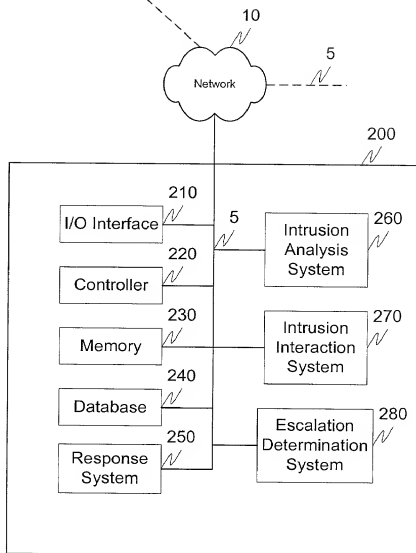 10
5
Network
200
210
I/O Interface
5
260
Intrusion
Analysis
System
220
Controller
230
Memory
270
Intrusion
Interaction
System
240
Database
280
Escalation
Determination
System
250
Response
System